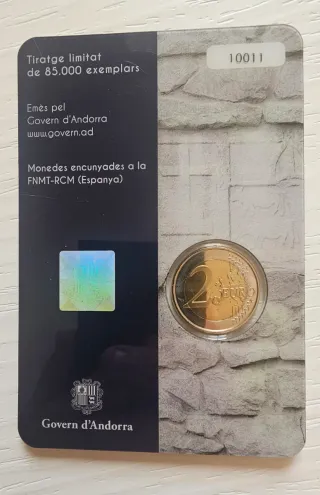 Tiratge limitat
de 85.000 exemplars
10011
Emès pel
Govern d'Andorra
www.govern.ad
Monedes encunyades a la
FNMT-RCM (Espanya)
2 EURO
Govern d'Andorra